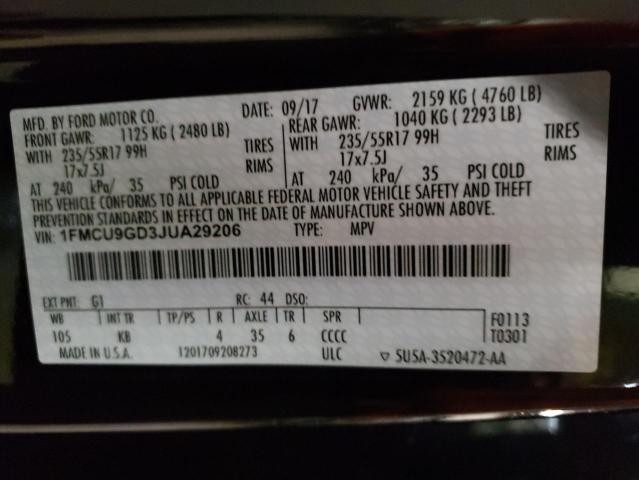 MFD. BY FORD MOTOR CO. DATE: 09/17 GVWR: 2159 KG ( 4760 LB)
FRONT GAWR: 1125 KG ( 2480 LB) REAR GAWR: 1040 KG ( 2293 LB)
WITH 235/55R17 99H TIRES WITH 235/55R17 99H TIRES
17x7.5J RIMS 17x7.5J RIMS
AT 240 kPa/ 35 PSI COLD AT 240 kPa/ 35 PSI COLD
THIS VEHICLE CONFORMS TO ALL APPLICABLE FEDERAL MOTOR VEHICLE SAFETY AND THEFT
PREVENTION STANDARDS IN EFFECT ON THE DATE OF MANUFACTURE SHOWN ABOVE.
VIN: 1FMCU9GD3JUA29206 TYPE: MPV
EXT PNT: G1 RC: 44 DSO:
WB INT TR TP/PS R AXLE TR SPR F0113
105 KB 4 35 6 CCCC T0301
MADE IN U.S.A. 1201709208273 ULC ▽ 5U5A-3520472-AA